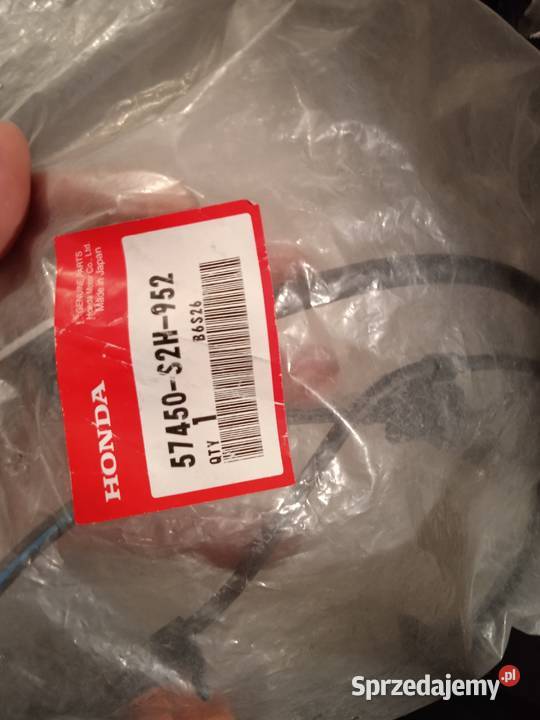 GENUINE PARTS
Honda Motor Co., Ltd.
Made in Japan
HONDA
57450-S2H-952
QTY 1 B6S26
Sprzedajemy.pl